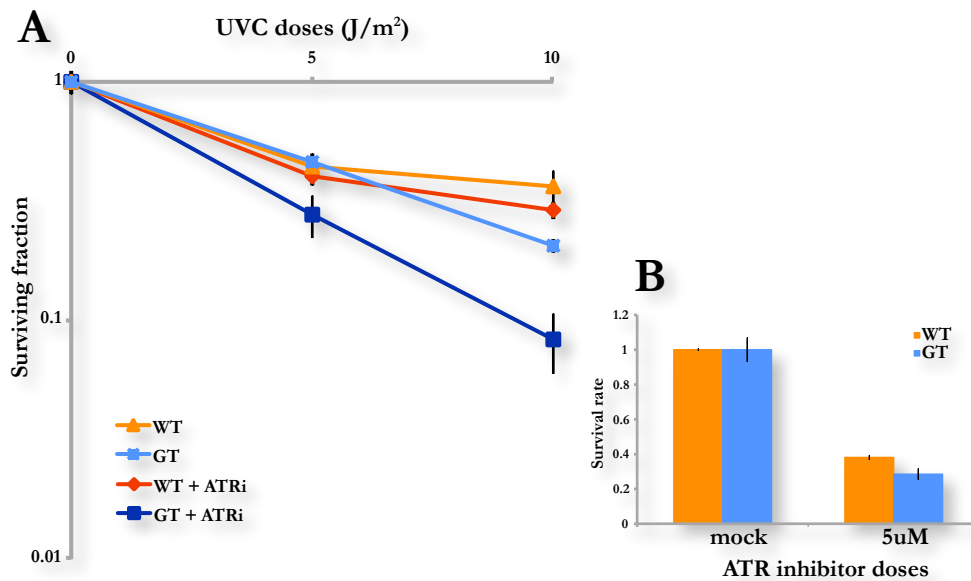 A
UVC doses (J/m²)
0 5 10
1
0.1
0.01
Surviving fraction
WT
GT
WT + ATRi
GT + ATRi
B
1.2
1
0.8
0.6
0.4
0.2
0
Survival rate
WT
GT
mock 5uM
ATR inhibitor doses